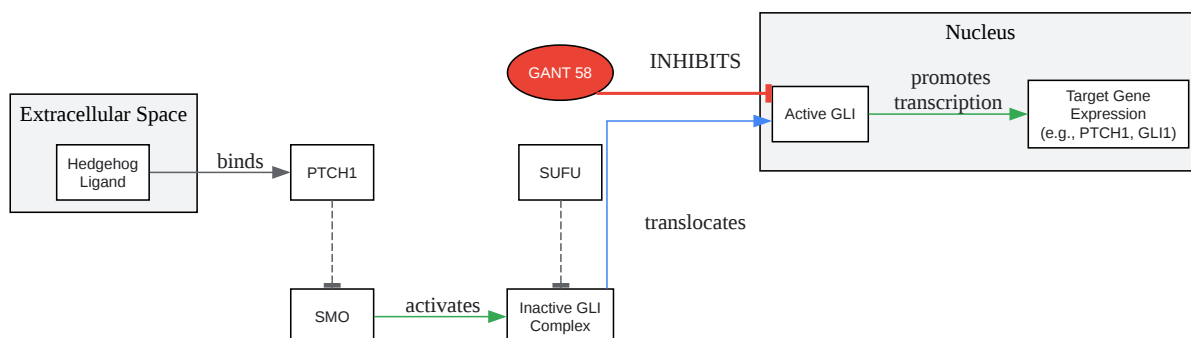 Nucleus
GANT 58
INHIBITS
promotes
transcription
Target Gene
Expression
(e.g., PTCH1, GLI1)
Active GLI
Extracellular Space
Hedgehog
Ligand
binds
PTCH1
SUFU
translocates
SMO
activates
Inactive GLI
Complex